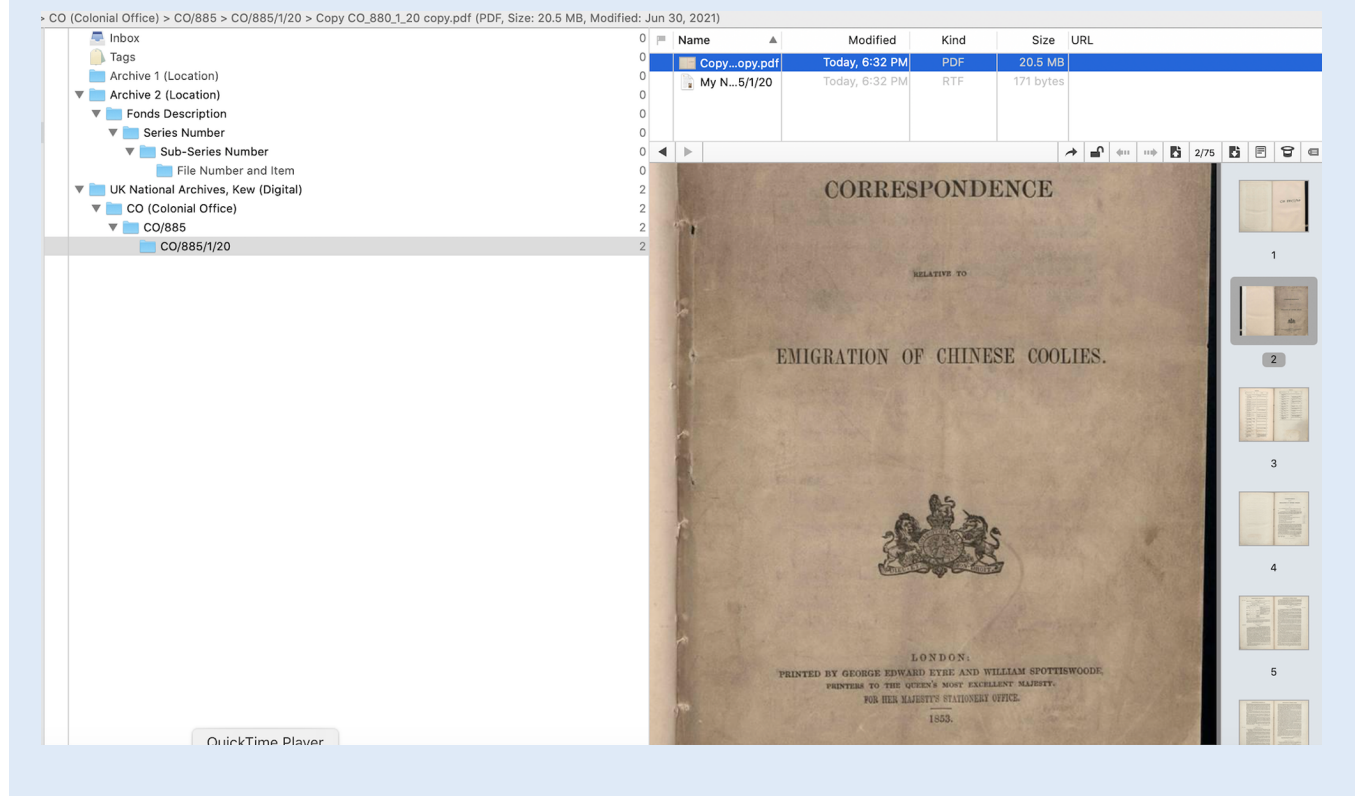 › CO (Colonial Office) > CO/885 > CO/885/1/20 > Copy CO_880_1_20 copy.pdf (PDF, Size: 20.5 MB, Modified: Jun 30, 2021)
Inbox 0
Tags 0
Archive 1 (Location) 0
Archive 2 (Location) 0
Fonds Description 0
Series Number 0
Sub-Series Number 0
File Number and Item 0
UK National Archives, Kew (Digital) 2
CO (Colonial Office) 2
CO/885 2
CO/885/1/20 2
QuickTime Player
Name Modified Kind Size URL
Copy...opy.pdf Today, 6:32 PM PDF 20.5 MB
My N...5/1/20 Today, 6:32 PM RTF 171 bytes
2/75
CORRESPONDENCE
RELATIVE TO
EMIGRATION OF CHINESE COOLIES.
LONDON:
PRINTED BY GEORGE EDWARD EYRE AND WILLIAM SPOTTISWOODE,
PRINTERS TO THE QUEEN'S MOST EXCELLENT MAJESTY.
FOR HER MAJESTY'S STATIONERY OFFICE.
1853.
1
2
3
4
5